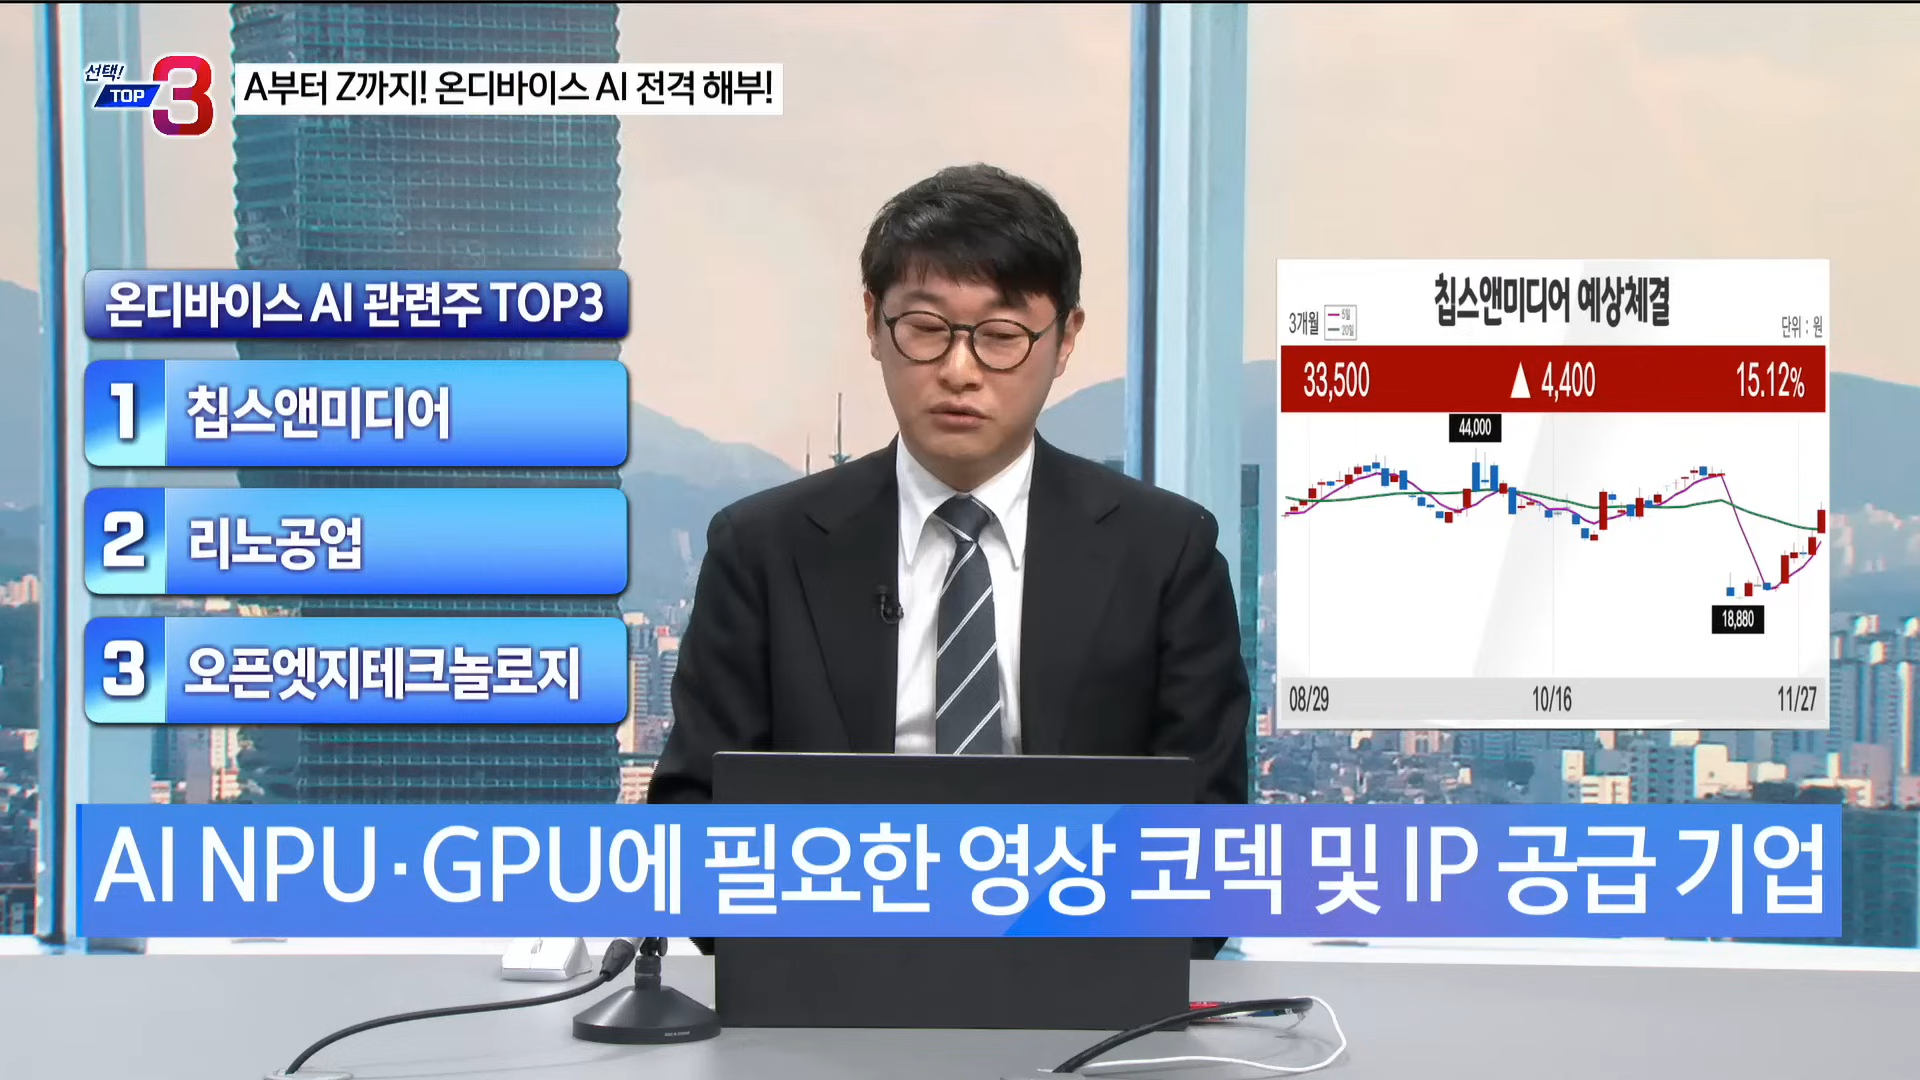 선택!
TOP
3
A부터 Z까지! 온디바이스 AI 전격 해부!
온디바이스 AI 관련주 TOP3
1 칩스앤미디어
2 리노공업
3 오픈엣지테크놀로지
칩스앤미디어 예상체결
3개월
5일
20일
단위 : 원
33,500 ▲ 4,400 15.12%
44,000
18,880
08/29 10/16 11/27
AI NPU·GPU에 필요한 영상 코덱 및 IP 공급 기업